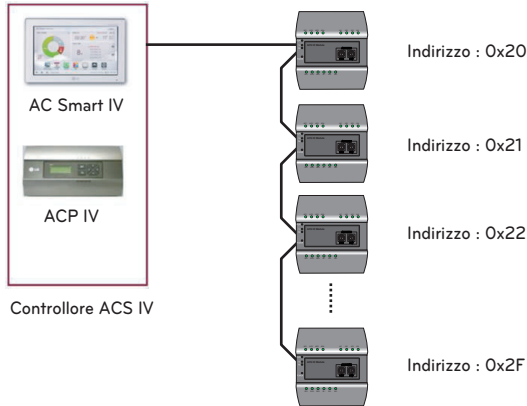 AC Smart IV
ACP IV
Controllore ACS IV
Indirizzo : 0x20
Indirizzo : 0x21
Indirizzo : 0x22
Indirizzo : 0x2F